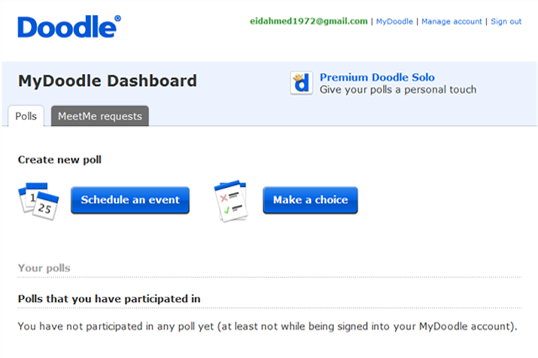 Doodle®
eidahmed1972@gmail.com | MyDoodle | Manage account | Sign out
MyDoodle Dashboard
Premium Doodle Solo
Give your polls a personal touch
Polls MeetMe requests
Create new poll
1 25 Schedule an event Make a choice
Your polls
Polls that you have participated in
You have not participated in any poll yet (at least not while being signed into your MyDoodle account).